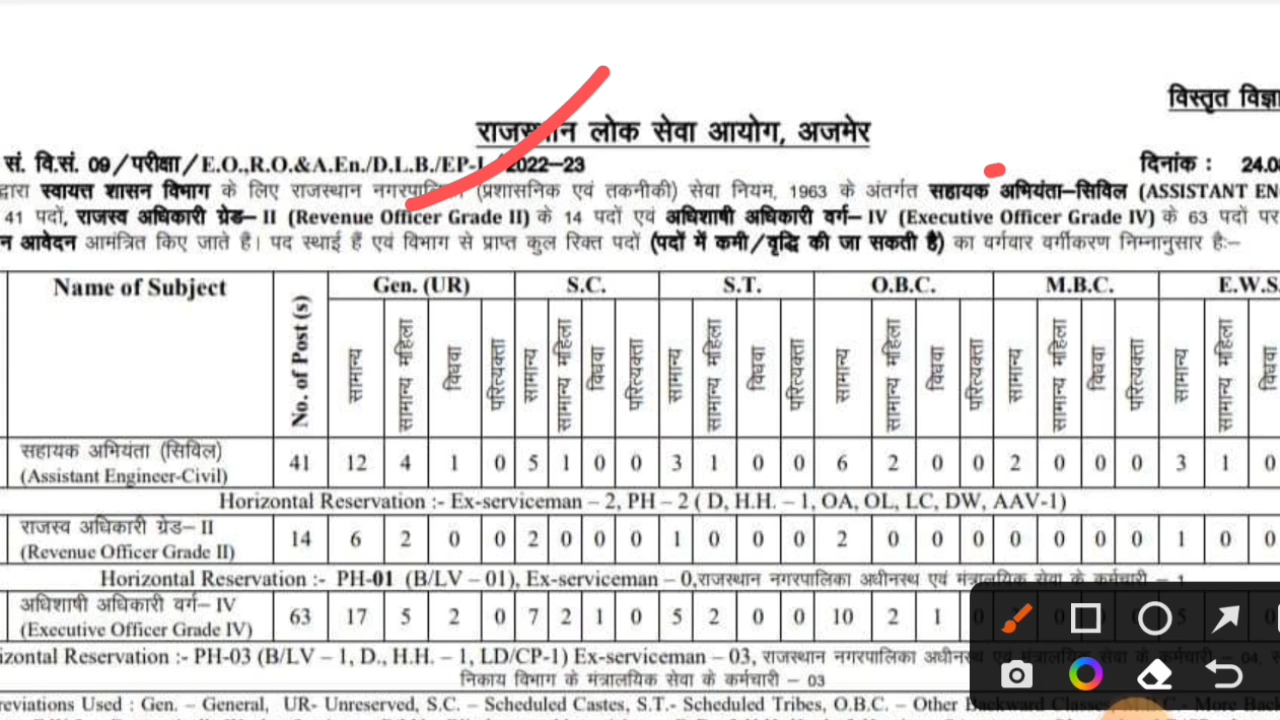 विस्तृत
राजस्थान लोक सेवा आयोग, अजमेर
सं. वि.सं. 09/परीक्षा/E.O.,R.O.&A.En./D.L.B./EP-I /2022-23 दिनांक : 24.0
द्वारा स्वायत्त शासन विभाग के लिए राजस्थान (प्रशासनिक एवं तकनीकी) सेवा नियम, 1963 के अंतर्गत सहायक अभियंता-सिविल (ASSISTANT EN
41 पदों, राजस्व अधिकारी ग्रेड- II (Revenue Officer Grade II) के 14 पदों एवं अधिशाषी अधिकारी वर्ग- IV (Executive Officer Grade IV) के 63 पदों पर
न आवेदन आमंत्रित किए जाते है। पद स्थाई हैं एवं विभाग से प्राप्त कुल रिक्त पदों (पदों में कमी/वृद्धि की जा सकती है) का वर्गवार वर्गीकरण निम्नानुसार है:-
Name of Subject No. of Post (s) Gen. (UR) S.C. S.T. O.B.C. M.B.C. E.W.S.
सामान्य सामान्य महिला विधवा परित्यक्ता सामान्य सामान्य महिला विधवा परित्यक्ता सामान्य सामान्य महिला विधवा परित्यक्ता सामान्य सामान्य महिला विधवा परित्यक्ता सामान्य सामान्य महिला विधवा परित्यक्ता सामान्य सामान्य महिला विधवा
सहायक अभियंता (सिविल)
(Assistant Engineer-Civil) 41 12 4 1 0 5 1 0 0 3 1 0 0 6 2 0 0 2 0 0 0 3 1 0
Horizontal Reservation :- Ex-serviceman – 2, PH – 2 ( D, H.H. – 1, OA, OL, LC, DW, AAV-1)
राजस्व अधिकारी ग्रेड- II
(Revenue Officer Grade II) 14 6 2 0 0 2 0 0 0 1 0 0 0 2 0 0 0 0 0 0 0 1 0 0
Horizontal Reservation :- PH-01 (B/LV – 01), Ex-serviceman – 0,राजस्थान नगरपालिका अधीनस्थ एवं मंत्रालयिक सेवा के कर्मचारी – 1
अधिशाषी अधिकारी वर्ग- IV
(Executive Officer Grade IV) 63 17 5 2 0 7 2 1 0 5 2 0 0 10 2 1
izontal Reservation :- PH-03 (B/LV – 1, D., H.H. – 1, LD/CP-1) Ex-serviceman – 03, राजस्थान नगरपालिका अधीनस्थ एवं मंत्रालयिक सेवा के कर्मचारी – 04,
निकाय विभाग के मंत्रालयिक सेवा के कर्मचारी – 03
reviations Used : Gen. – General, UR- Unreserved, S.C. – Scheduled Castes, S.T.- Scheduled Tribes, O.B.C. – Other Backward Classes, M.B.C.- More Bac